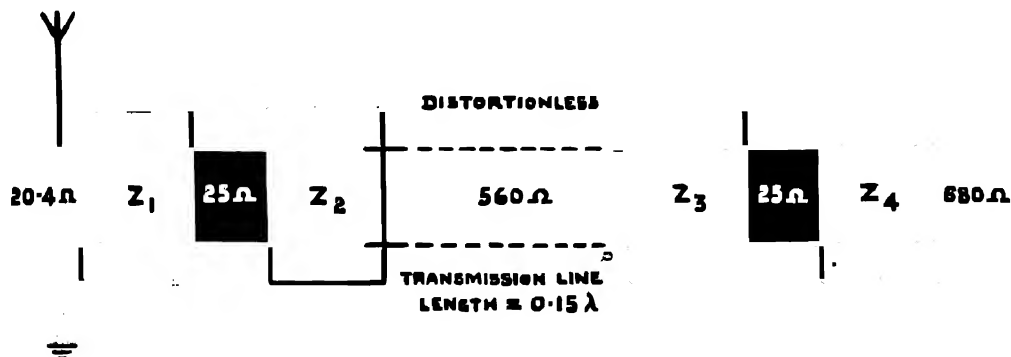 DISTORTIONLESS
20·4Ω Z1 25Ω Z2 560Ω Z3 25Ω Z4 680Ω
TRANSMISSION LINE
LENGTH = 0·15 λ